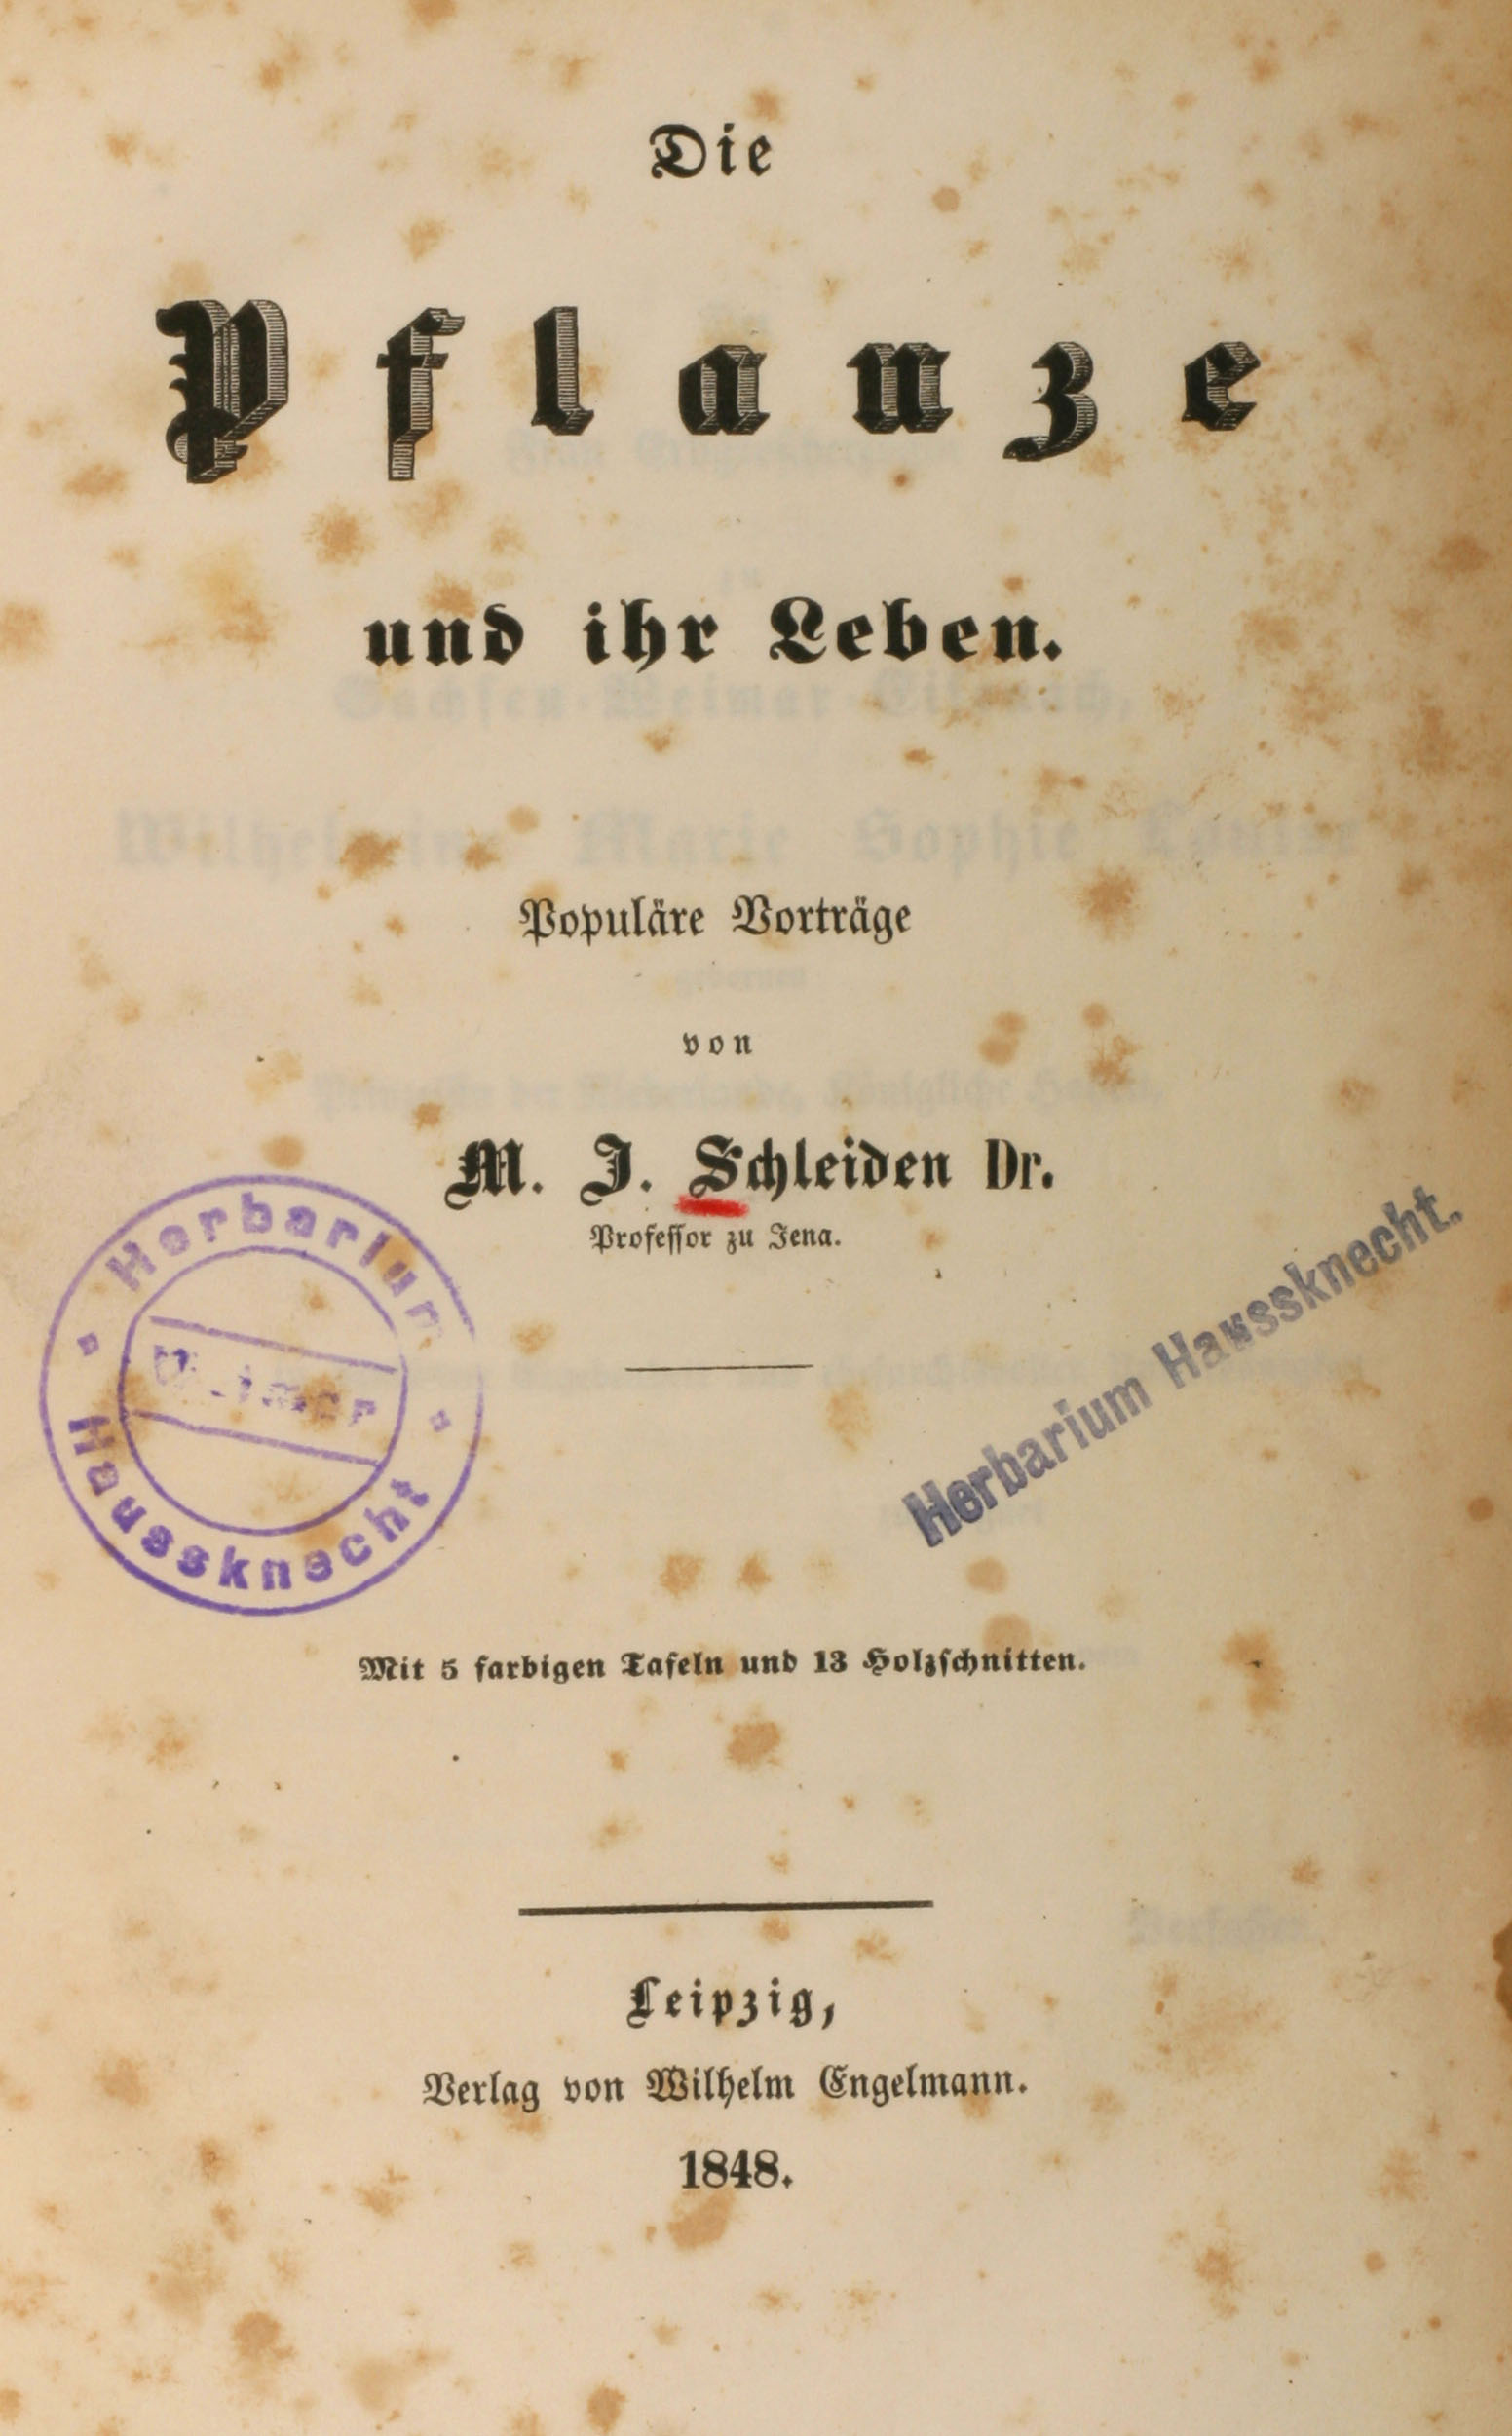 Die
Pflanze
und ihr Leben.
Populäre Vorträge
von
M. J. Schleiden Dr.
Professor zu Jena.
Herbarium
Weimar
Haussknecht
Herbarium Haussknecht.
Mit 5 farbigen Tafeln und 13 Holzschnitten.
Leipzig,
Verlag von Wilhelm Engelmann.
1848.